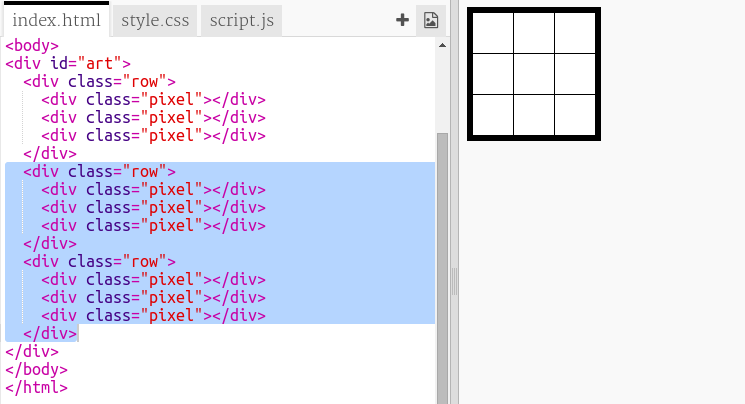 index.html style.css script.js
<body>
<div id="art">
<div class="row">
<div class="pixel"></div>
<div class="pixel"></div>
<div class="pixel"></div>
</div>
<div class="row">
<div class="pixel"></div>
<div class="pixel"></div>
<div class="pixel"></div>
</div>
<div class="row">
<div class="pixel"></div>
<div class="pixel"></div>
<div class="pixel"></div>
</div>
</div>
</body>
</html>